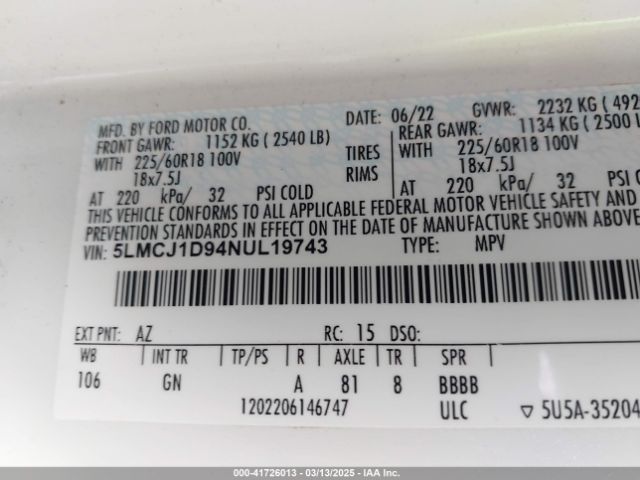 MFD. BY FORD MOTOR CO. DATE: 06/22 GVWR: 2232 KG ( 492
FRONT GAWR: 1152 KG ( 2540 LB) REAR GAWR: 1134 KG ( 2500 L
WITH 225/60R18 100V TIRES WITH 225/60R18 100V
18x7.5J RIMS 18x7.5J
AT 220 kPa/ 32 PSI COLD AT 220 kPa/ 32 PSI COLD
THIS VEHICLE CONFORMS TO ALL APPLICABLE FEDERAL MOTOR VEHICLE SAFETY AND
PREVENTION STANDARDS IN EFFECT ON THE DATE OF MANUFACTURE SHOWN ABOVE
VIN: 5LMCJ1D94NUL19743 TYPE: MPV
EXT PNT: AZ RC: 15 DSO:
WB INT TR TP/PS R AXLE TR SPR
106 GN A 81 8 BBBB
1202206146747 ULC ▽ 5U5A-35204
000-41726013 — 03/13/2025 — IAA Inc.